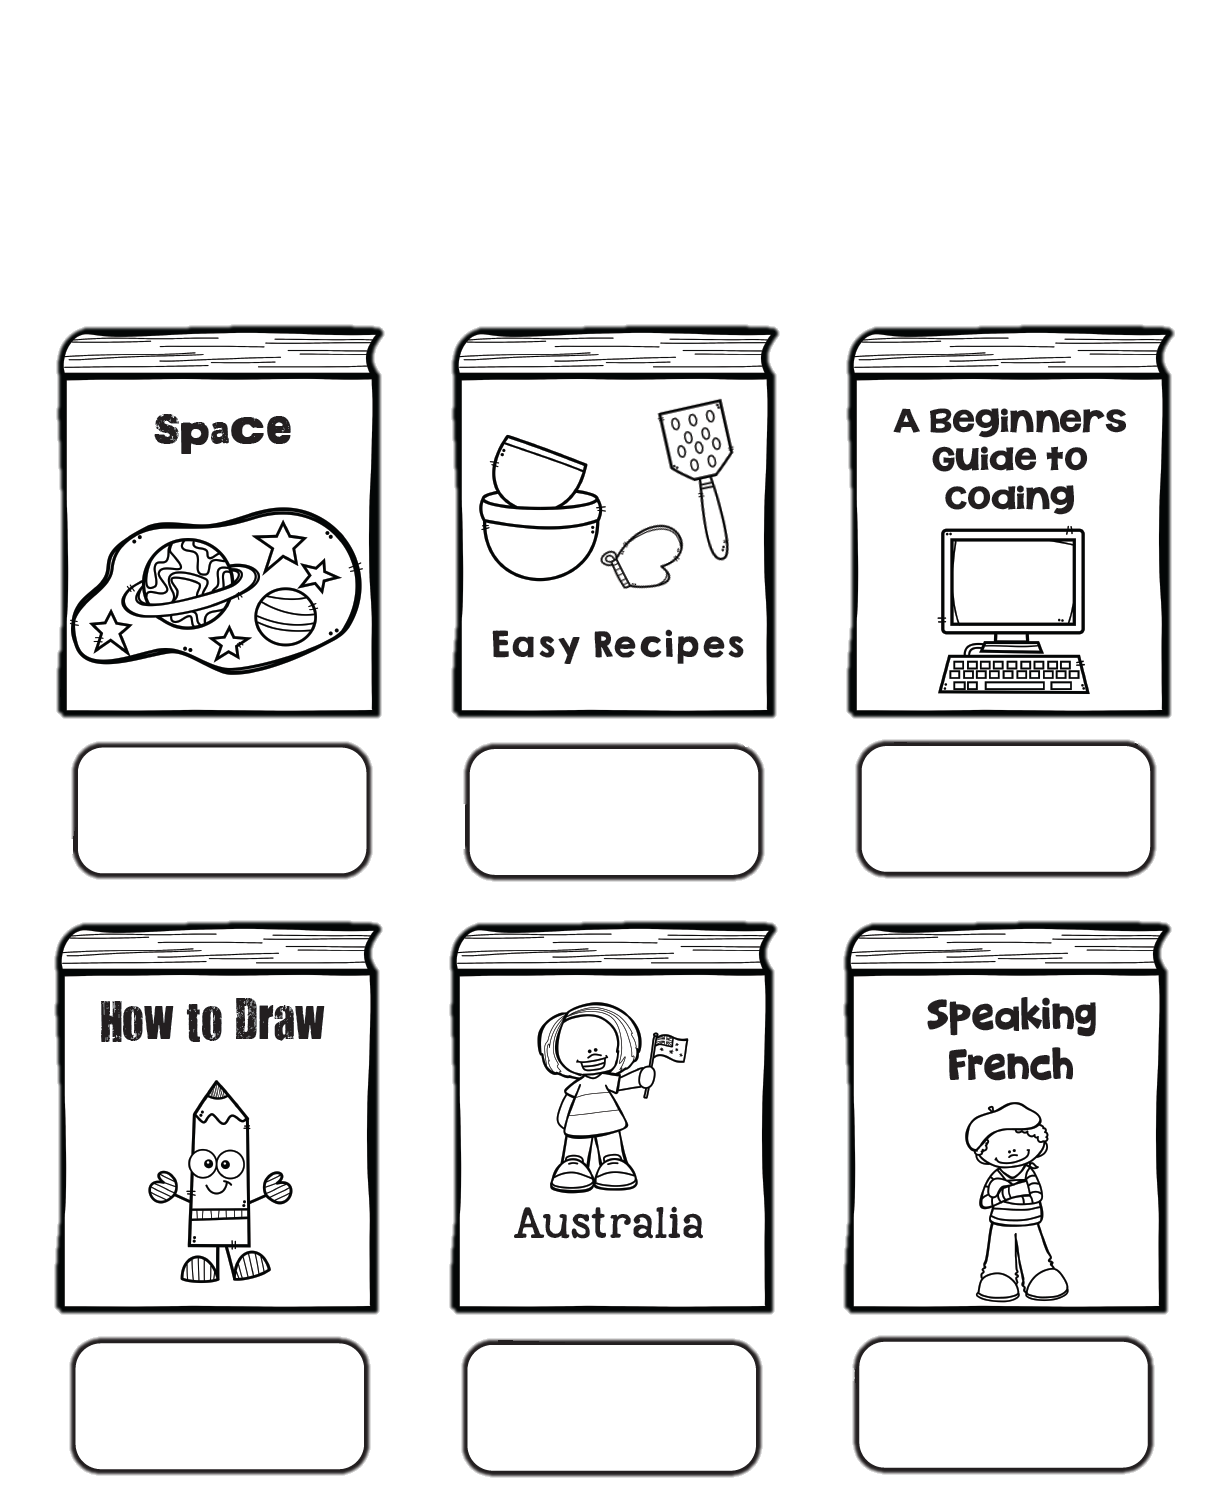 Space
Easy Recipes
A Beginners
Guide to
Coding
How to Draw
Australia
Speaking
French